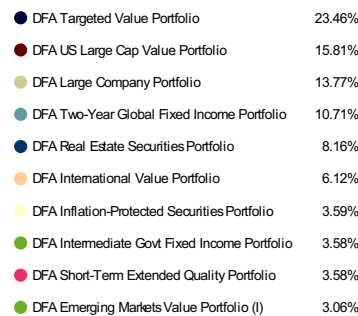 DFA Targeted Value Portfolio 23.46%
DFA US Large Cap Value Portfolio 15.81%
DFA Large Company Portfolio 13.77%
DFA Two-Year Global Fixed Income Portfolio 10.71%
DFA Real Estate Securities Portfolio 8.16%
DFA International Value Portfolio 6.12%
DFA Inflation-Protected Securities Portfolio 3.59%
DFA Intermediate Govt Fixed Income Portfolio 3.58%
DFA Short-Term Extended Quality Portfolio 3.58%
DFA Emerging Markets Value Portfolio (I) 3.06%